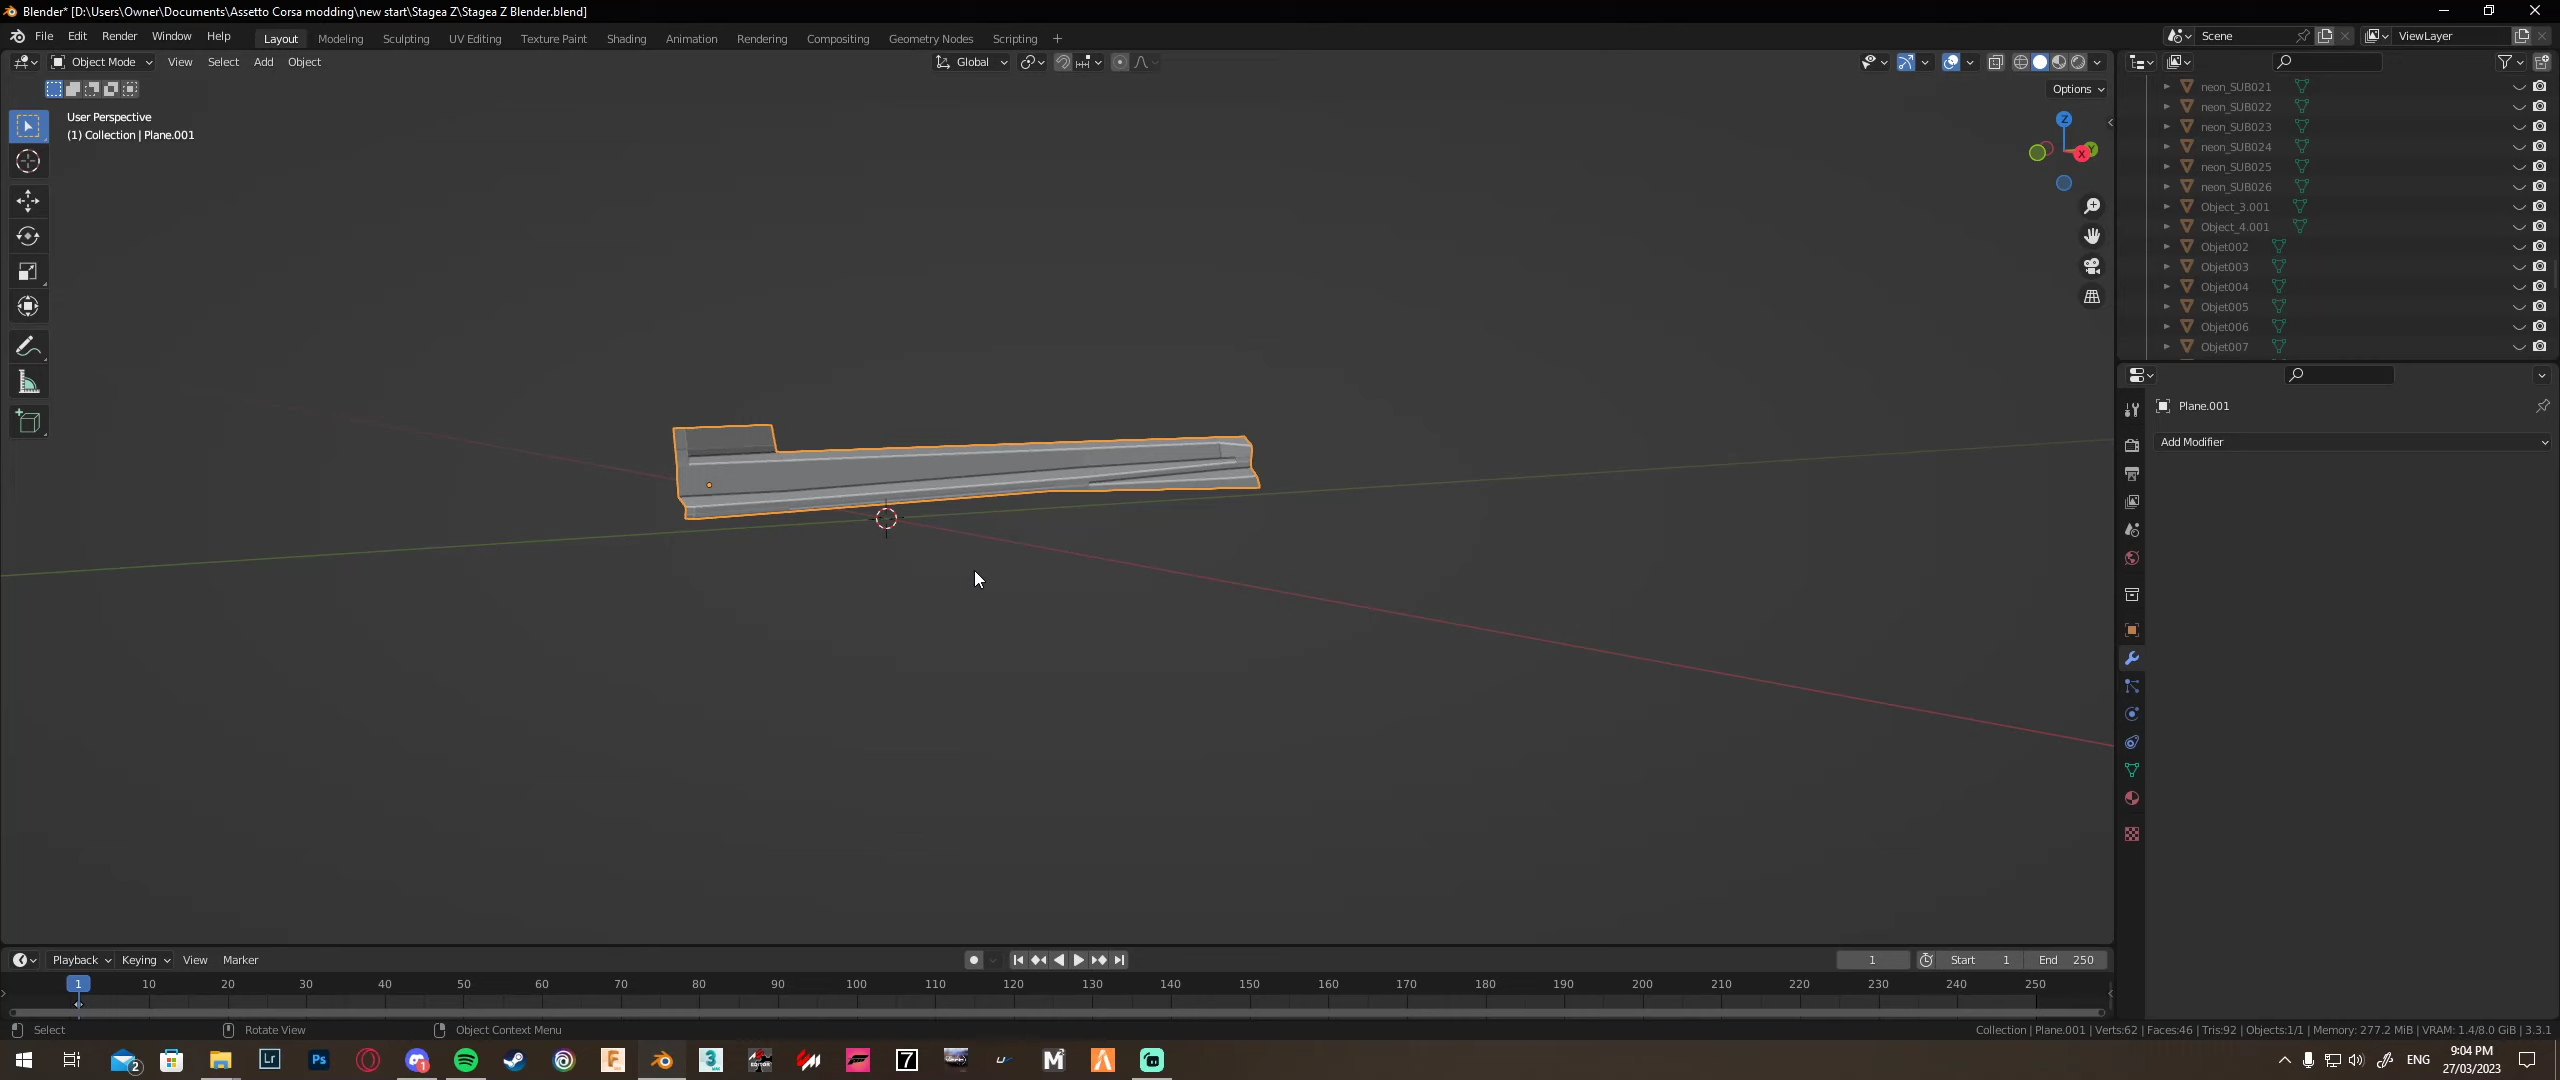 Blender* [D:\Users\Owner\Documents\Assetto Corsa modding\new start\Stagea Z\Stagea Z Blender.blend]
File Edit Render Window Help Layout Modeling Sculpting UV Editing Texture Paint Shading Animation Rendering Compositing Geometry Nodes Scripting + Scene ViewLayer
Object Mode View Select Add Object Global
Options
User Perspective
(1) Collection | Plane.001
Z
Y
X
neon_SUB021
neon_SUB022
neon_SUB023
neon_SUB024
neon_SUB025
neon_SUB026
Object_3.001
Object_4.001
Objet002
Objet003
Objet004
Objet005
Objet006
Objet007
Plane.001
Add Modifier
Playback Keying View Marker 1 Start 1 End 250
1 10 20 30 40 50 60 70 80 90 100 110 120 130 140 150 160 170 180 190 200 210 220 230 240 250
Select Rotate View Object Context Menu Collection | Plane.001 | Verts:62 | Faces:46 | Tris:92 | Objects:1/1 | Memory: 277.2 MiB | VRAM: 1.4/8.0 GiB | 3.3.1
2 Lr Ps 1 F 3 EDITOR 7 M ENG
9:04 PM
27/03/2023